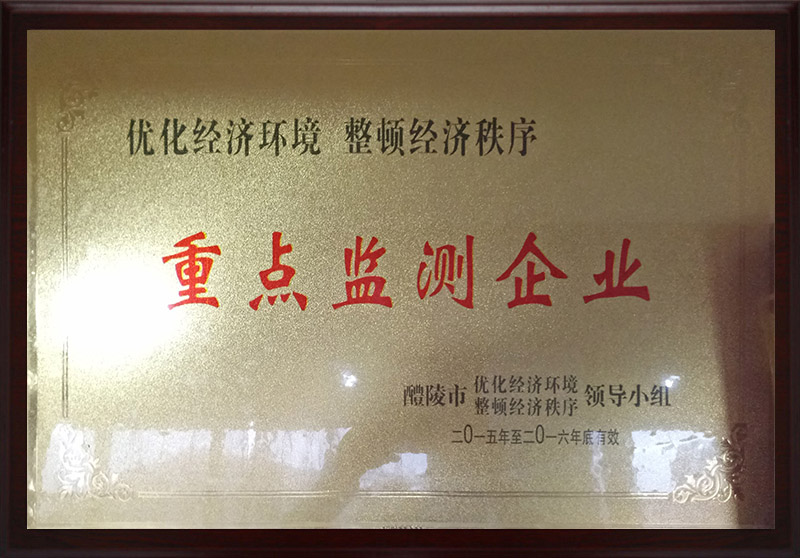 优化经济环境 整顿经济秩序
重点监测企业
醴陵市 优化经济环境 领导小组
整顿经济秩序
二0一五年至二0一六年底有效